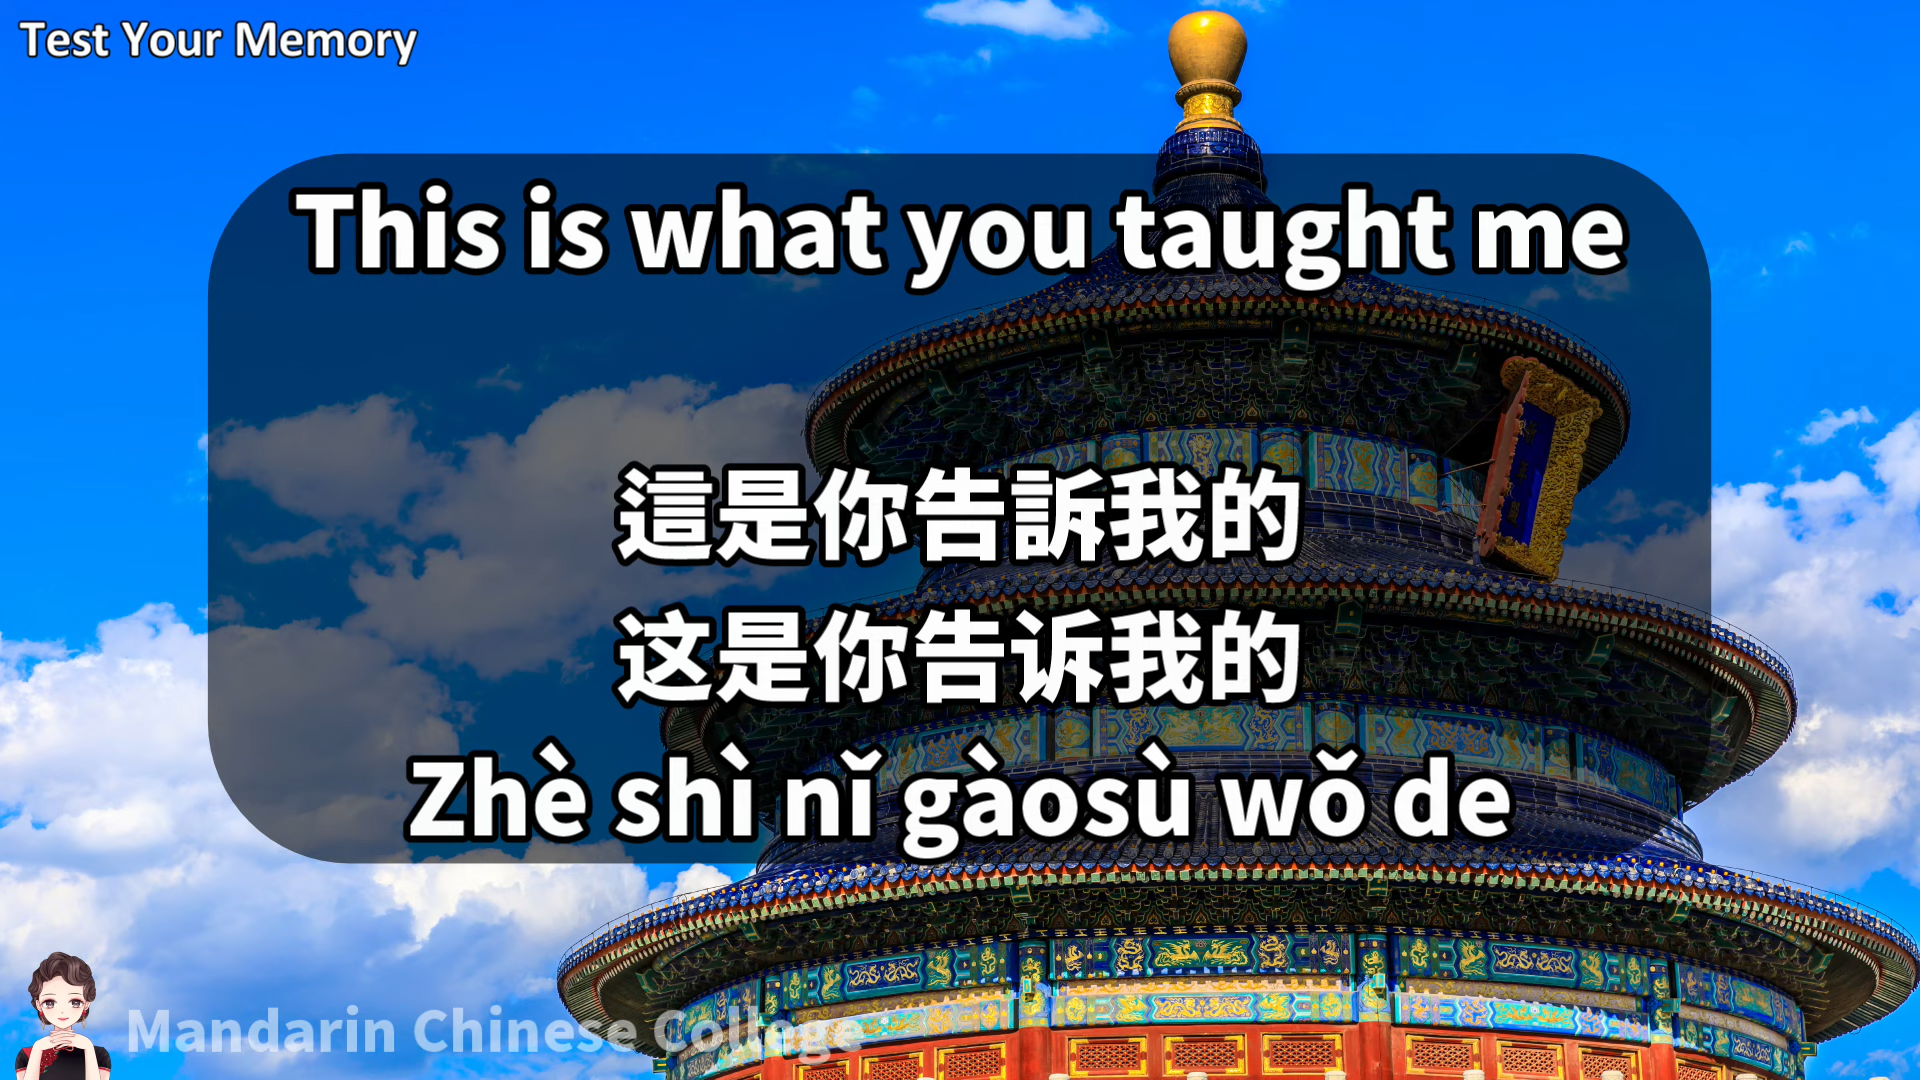 Test Your Memory
This is what you taught me
這是你告訴我的
这是你告诉我的
Zhè shì nǐ gàosù wǒ de
Mandarin Chinese College